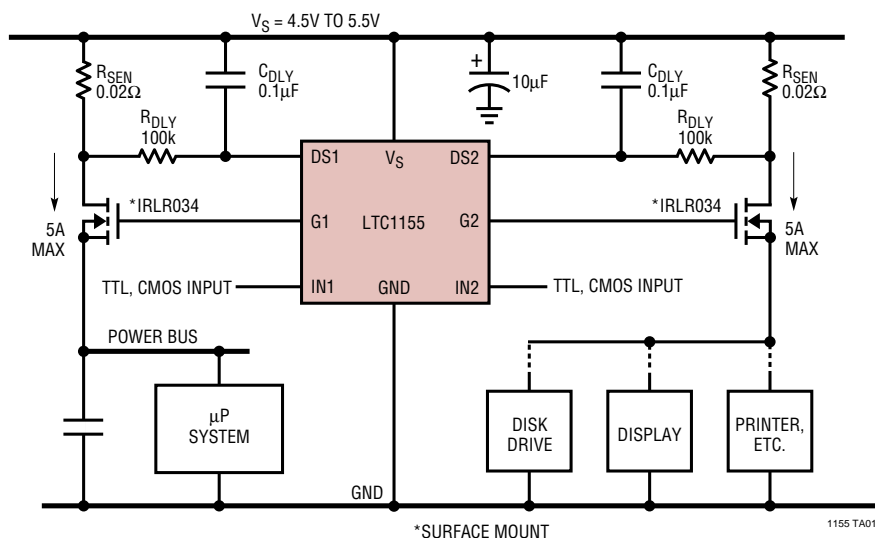 V_S = 4.5V TO 5.5V
R_SEN
0.02Ω
C_DLY
0.1µF
+
10µF
C_DLY
0.1µF
R_SEN
0.02Ω
R_DLY
100k
R_DLY
100k
DS1
V_S
DS2
*IRLR034
*IRLR034
5A
MAX
G1
LTC1155
G2
5A
MAX
TTL, CMOS INPUT
IN1
GND
IN2
TTL, CMOS INPUT
POWER BUS
µP
SYSTEM
DISK
DRIVE
DISPLAY
PRINTER,
ETC.
GND
*SURFACE MOUNT
1155 TA01